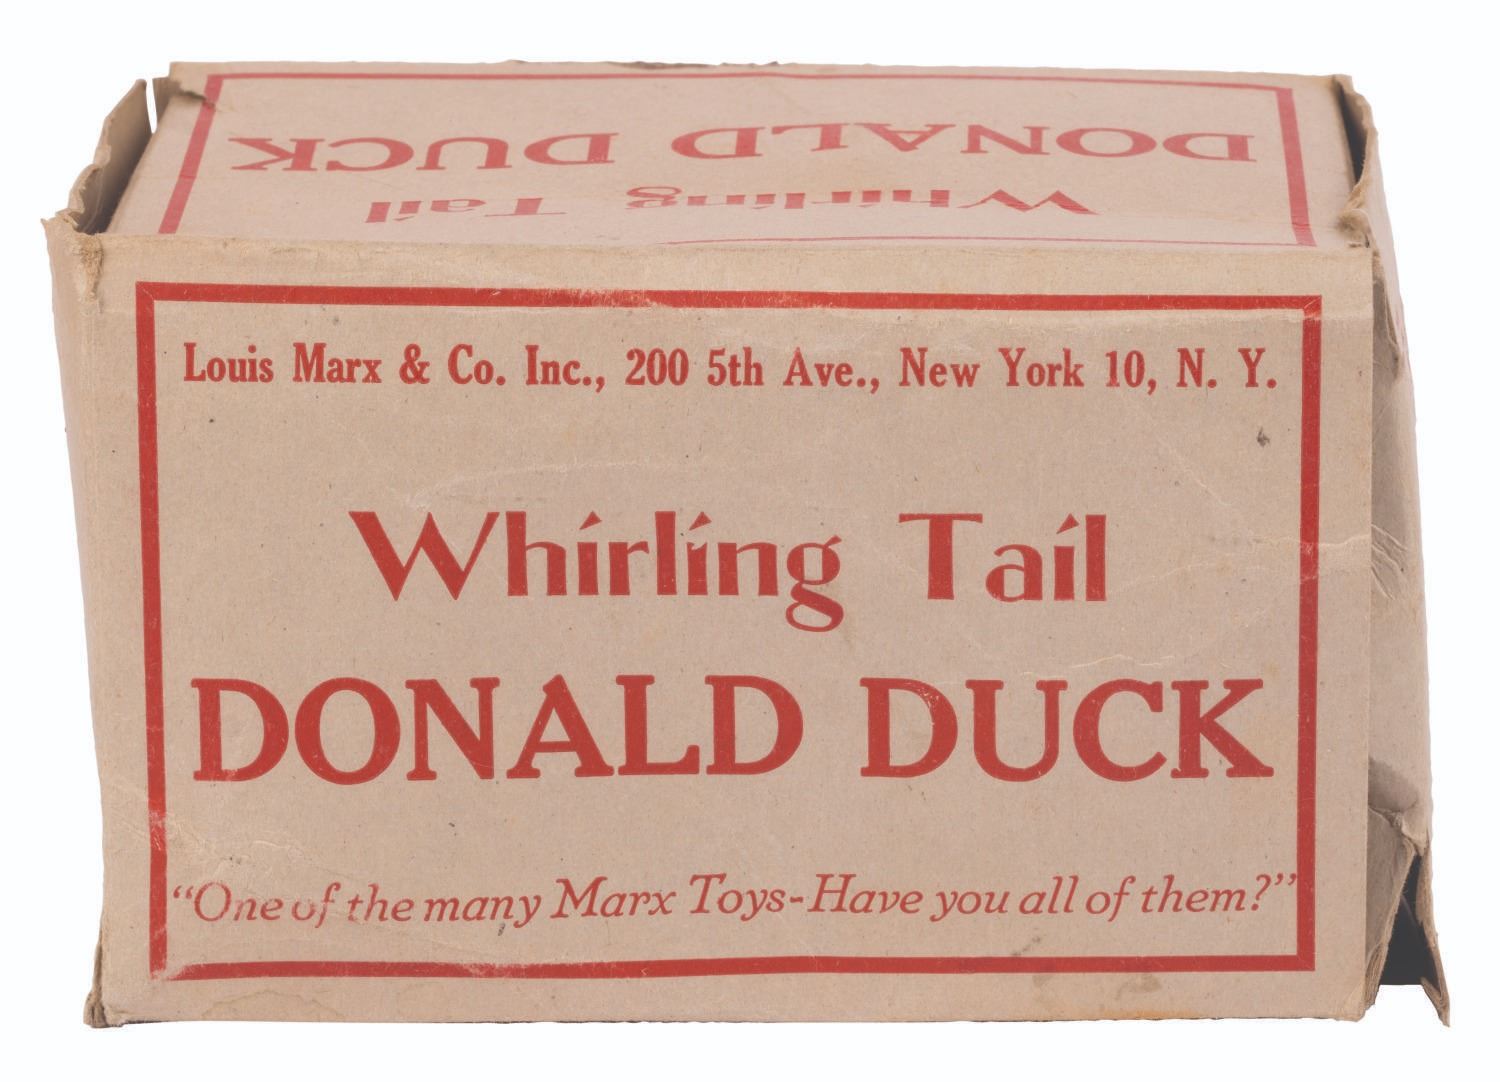 DONALD DUCK
Whirling Tail
Louis Marx & Co. Inc., 200 5th Ave., New York 10, N. Y.
Whirling Tail
DONALD DUCK
“One of the many Marx Toys-Have you all of them?”